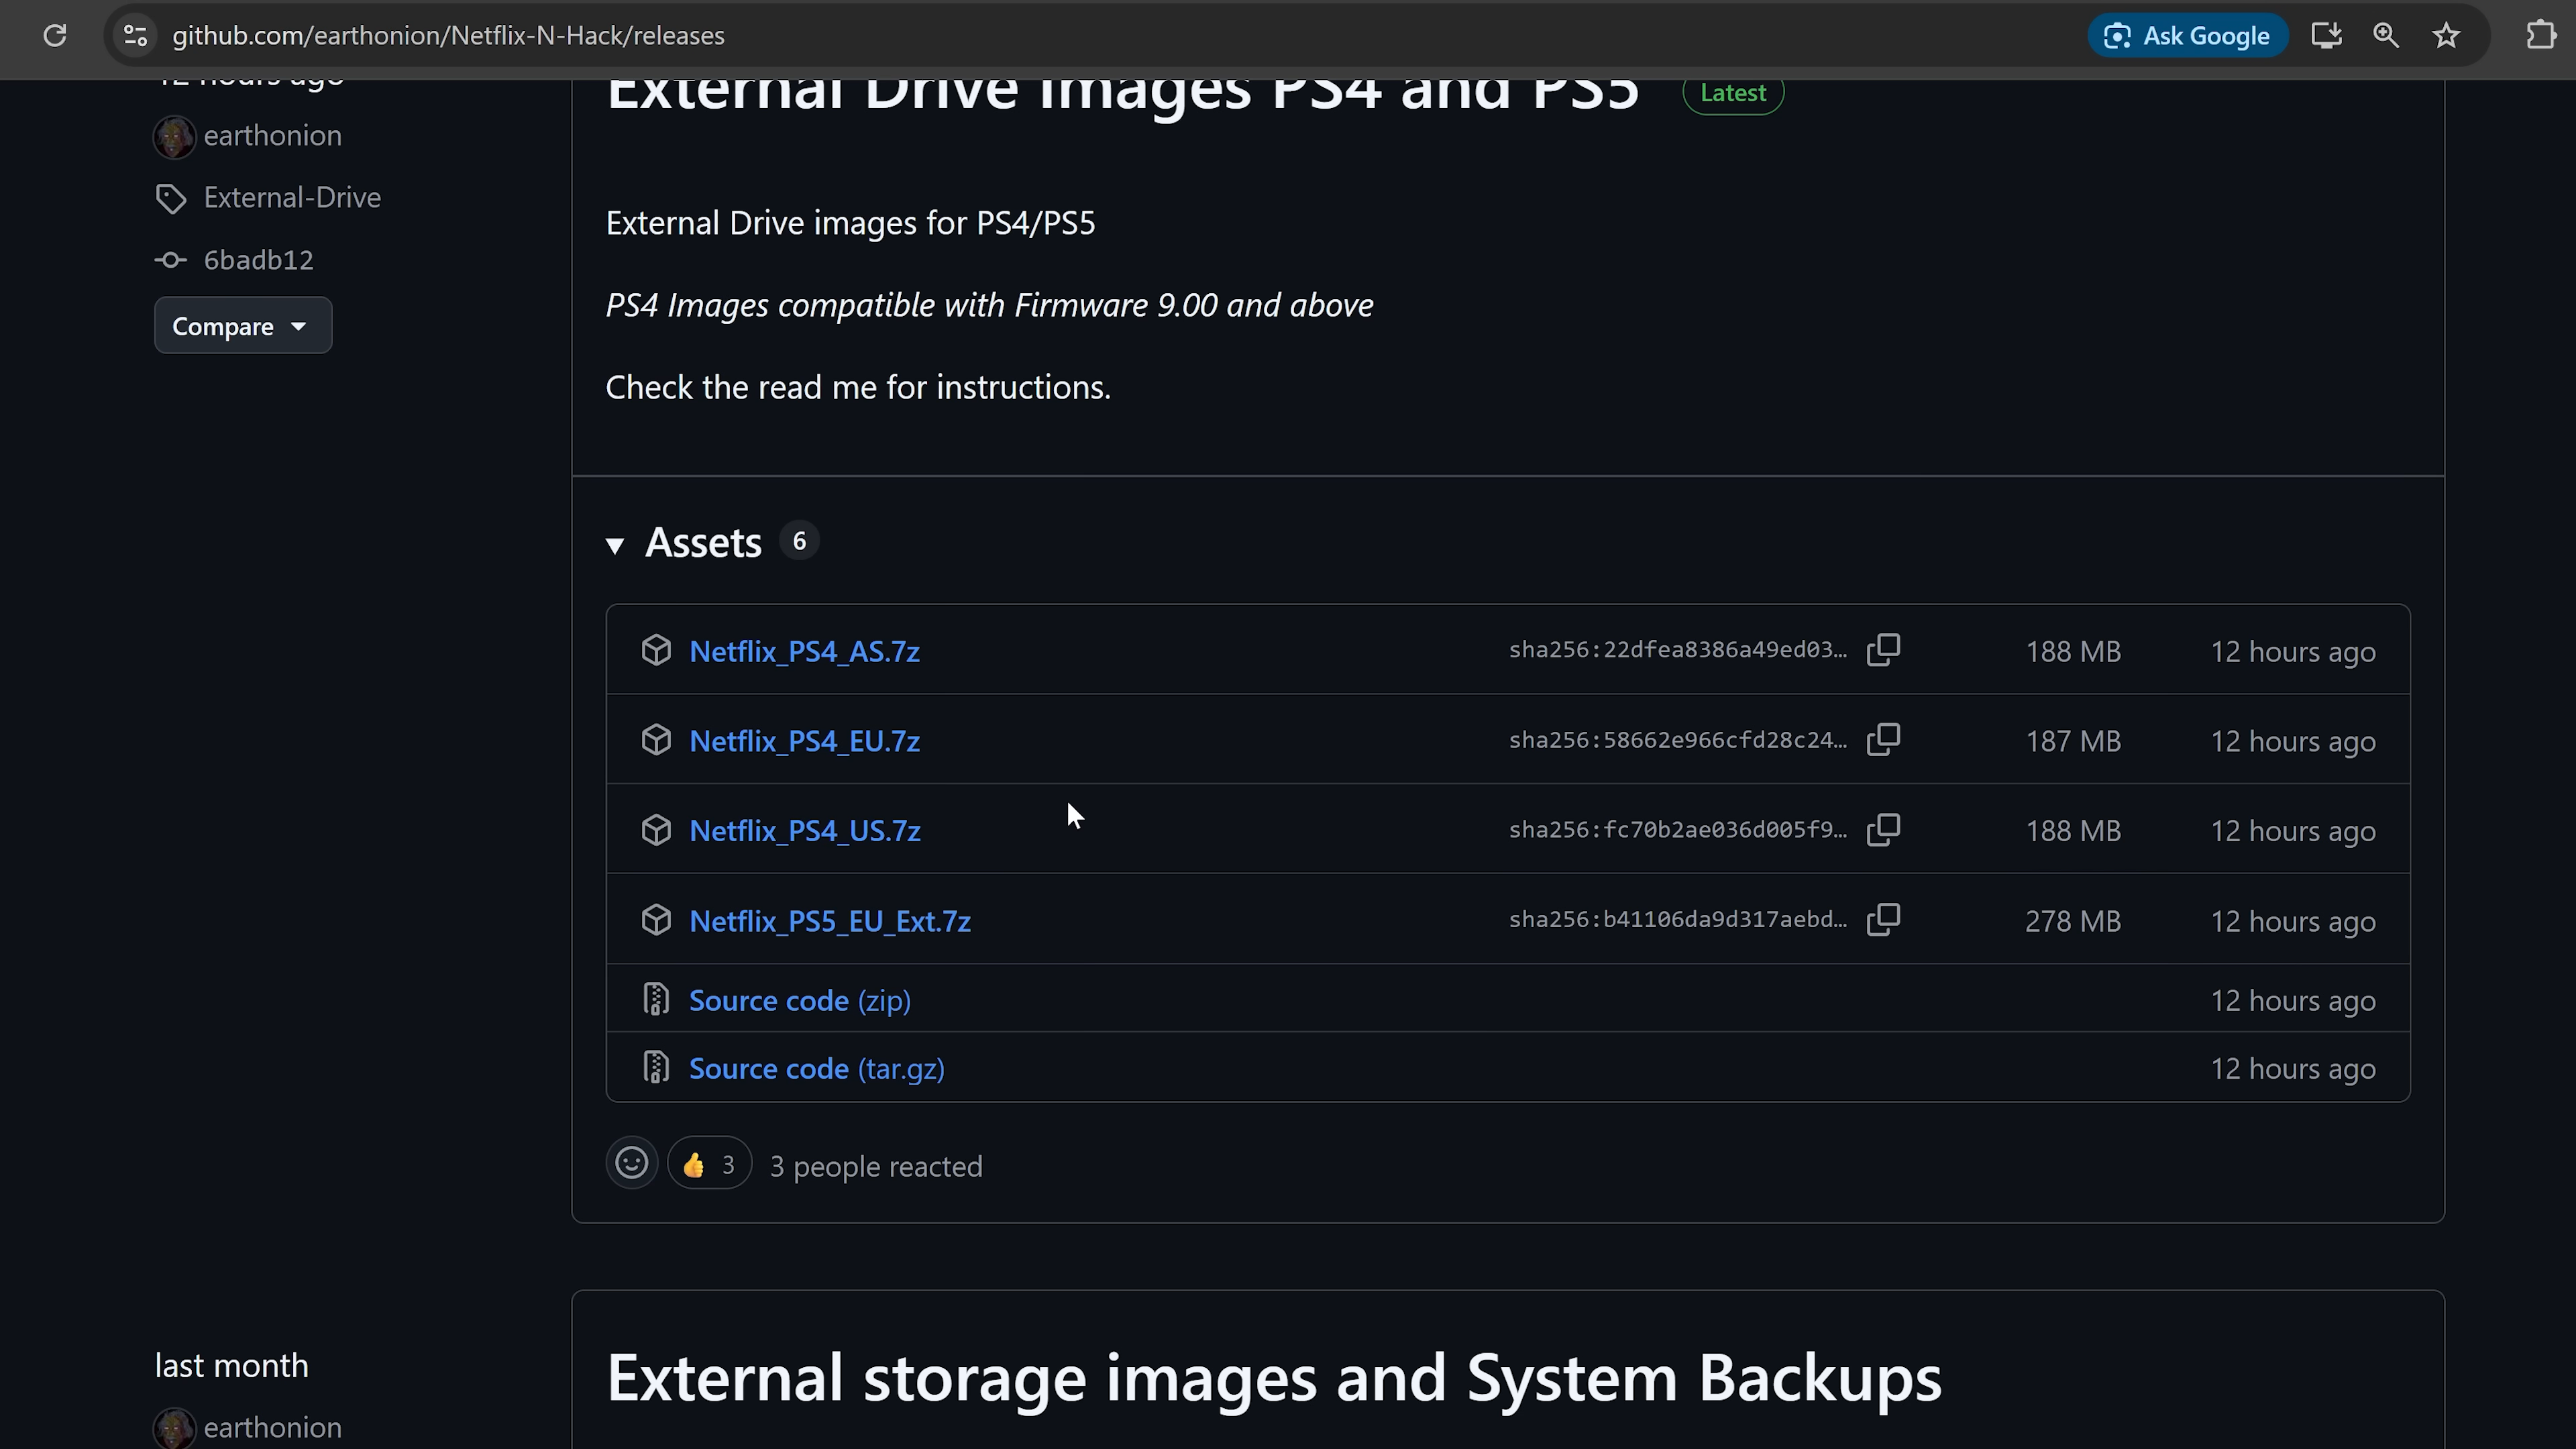 github.com/earthonion/Netflix-N-Hack/releases
Ask Google
12 hours ago
earthonion
External-Drive
6badb12
Compare
External Drive Images PS4 and PS5
Latest
External Drive images for PS4/PS5
PS4 Images compatible with Firmware 9.00 and above
Check the read me for instructions.
Assets 6
Netflix_PS4_AS.7z sha256:22dfea8386a49ed03... 188 MB 12 hours ago
Netflix_PS4_EU.7z sha256:58662e966cfd28c24... 187 MB 12 hours ago
Netflix_PS4_US.7z sha256:fc70b2ae036d005f9... 188 MB 12 hours ago
Netflix_PS5_EU_Ext.7z sha256:b41106da9d317aebd... 278 MB 12 hours ago
Source code (zip) 12 hours ago
Source code (tar.gz) 12 hours ago
3 3 people reacted
last month
earthonion
External storage images and System Backups